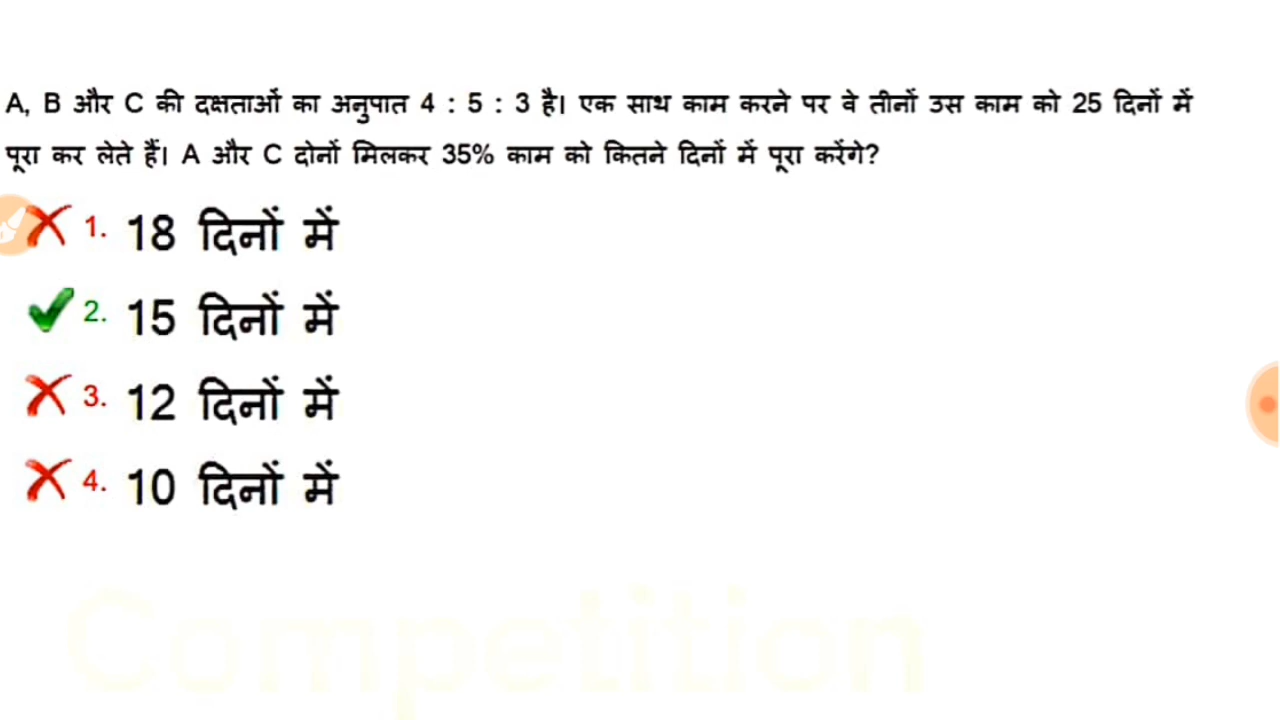 A, B और C की दक्षताओं का अनुपात 4 : 5 : 3 है। एक साथ काम करने पर वे तीनों उस काम को 25 दिनों में
पूरा कर लेते हैं। A और C दोनों मिलकर 35% काम को कितने दिनों में पूरा करेंगे?
1. 18 दिनों में
2. 15 दिनों में
3. 12 दिनों में
4. 10 दिनों में
Competition